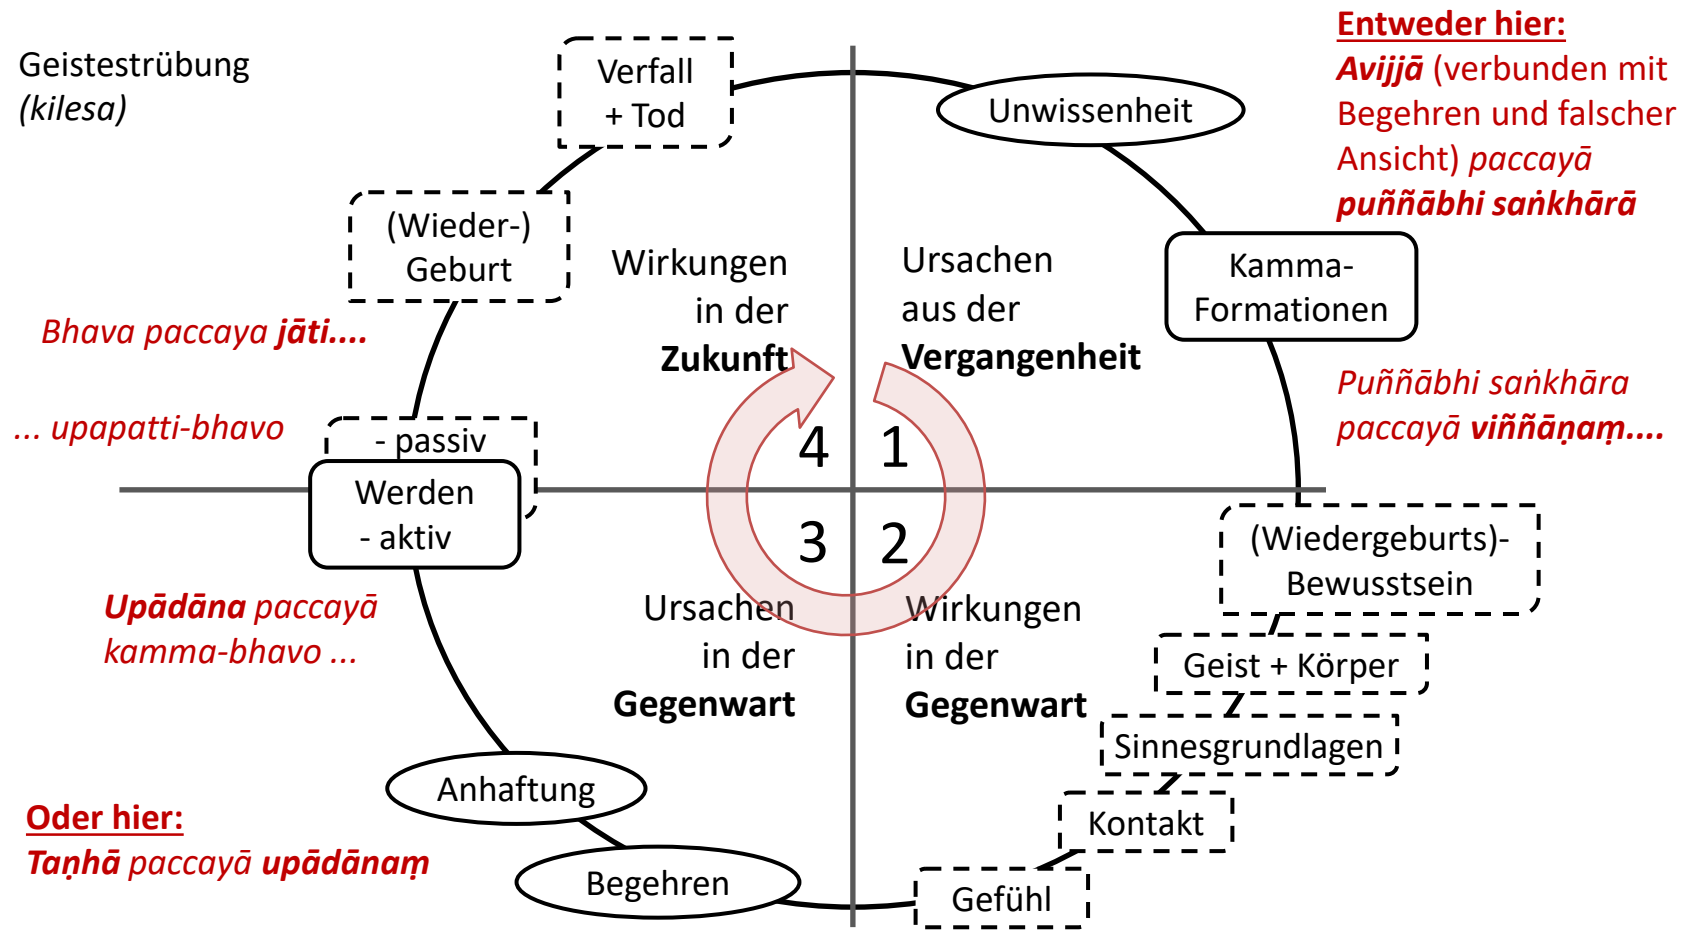 Geistestrübung
(kilesa)
Verfall
+ Tod
Unwissenheit
Entweder hier:
Avijjā (verbunden mit
Begehren und falscher
Ansicht) paccayā
puññābhi saṅkhārā
(Wieder-)
Geburt
Wirkungen
in der
Zukunft
Ursachen
aus der
Vergangenheit
Kamma-
Formationen
Bhava paccaya jāti....
... upapatti-bhavo
Puññābhi saṅkhāra
paccayā viññāṇaṃ....
- passiv
Werden
- aktiv
4
1
3
2
(Wiedergeburts)-
Bewusstsein
Upādāna paccayā
kamma-bhavo ...
Ursachen
in der
Gegenwart
Wirkungen
in der
Gegenwart
Geist + Körper
Sinnesgrundlagen
Kontakt
Gefühl
Anhaftung
Begehren
Oder hier:
Taṇhā paccayā upādānaṃ